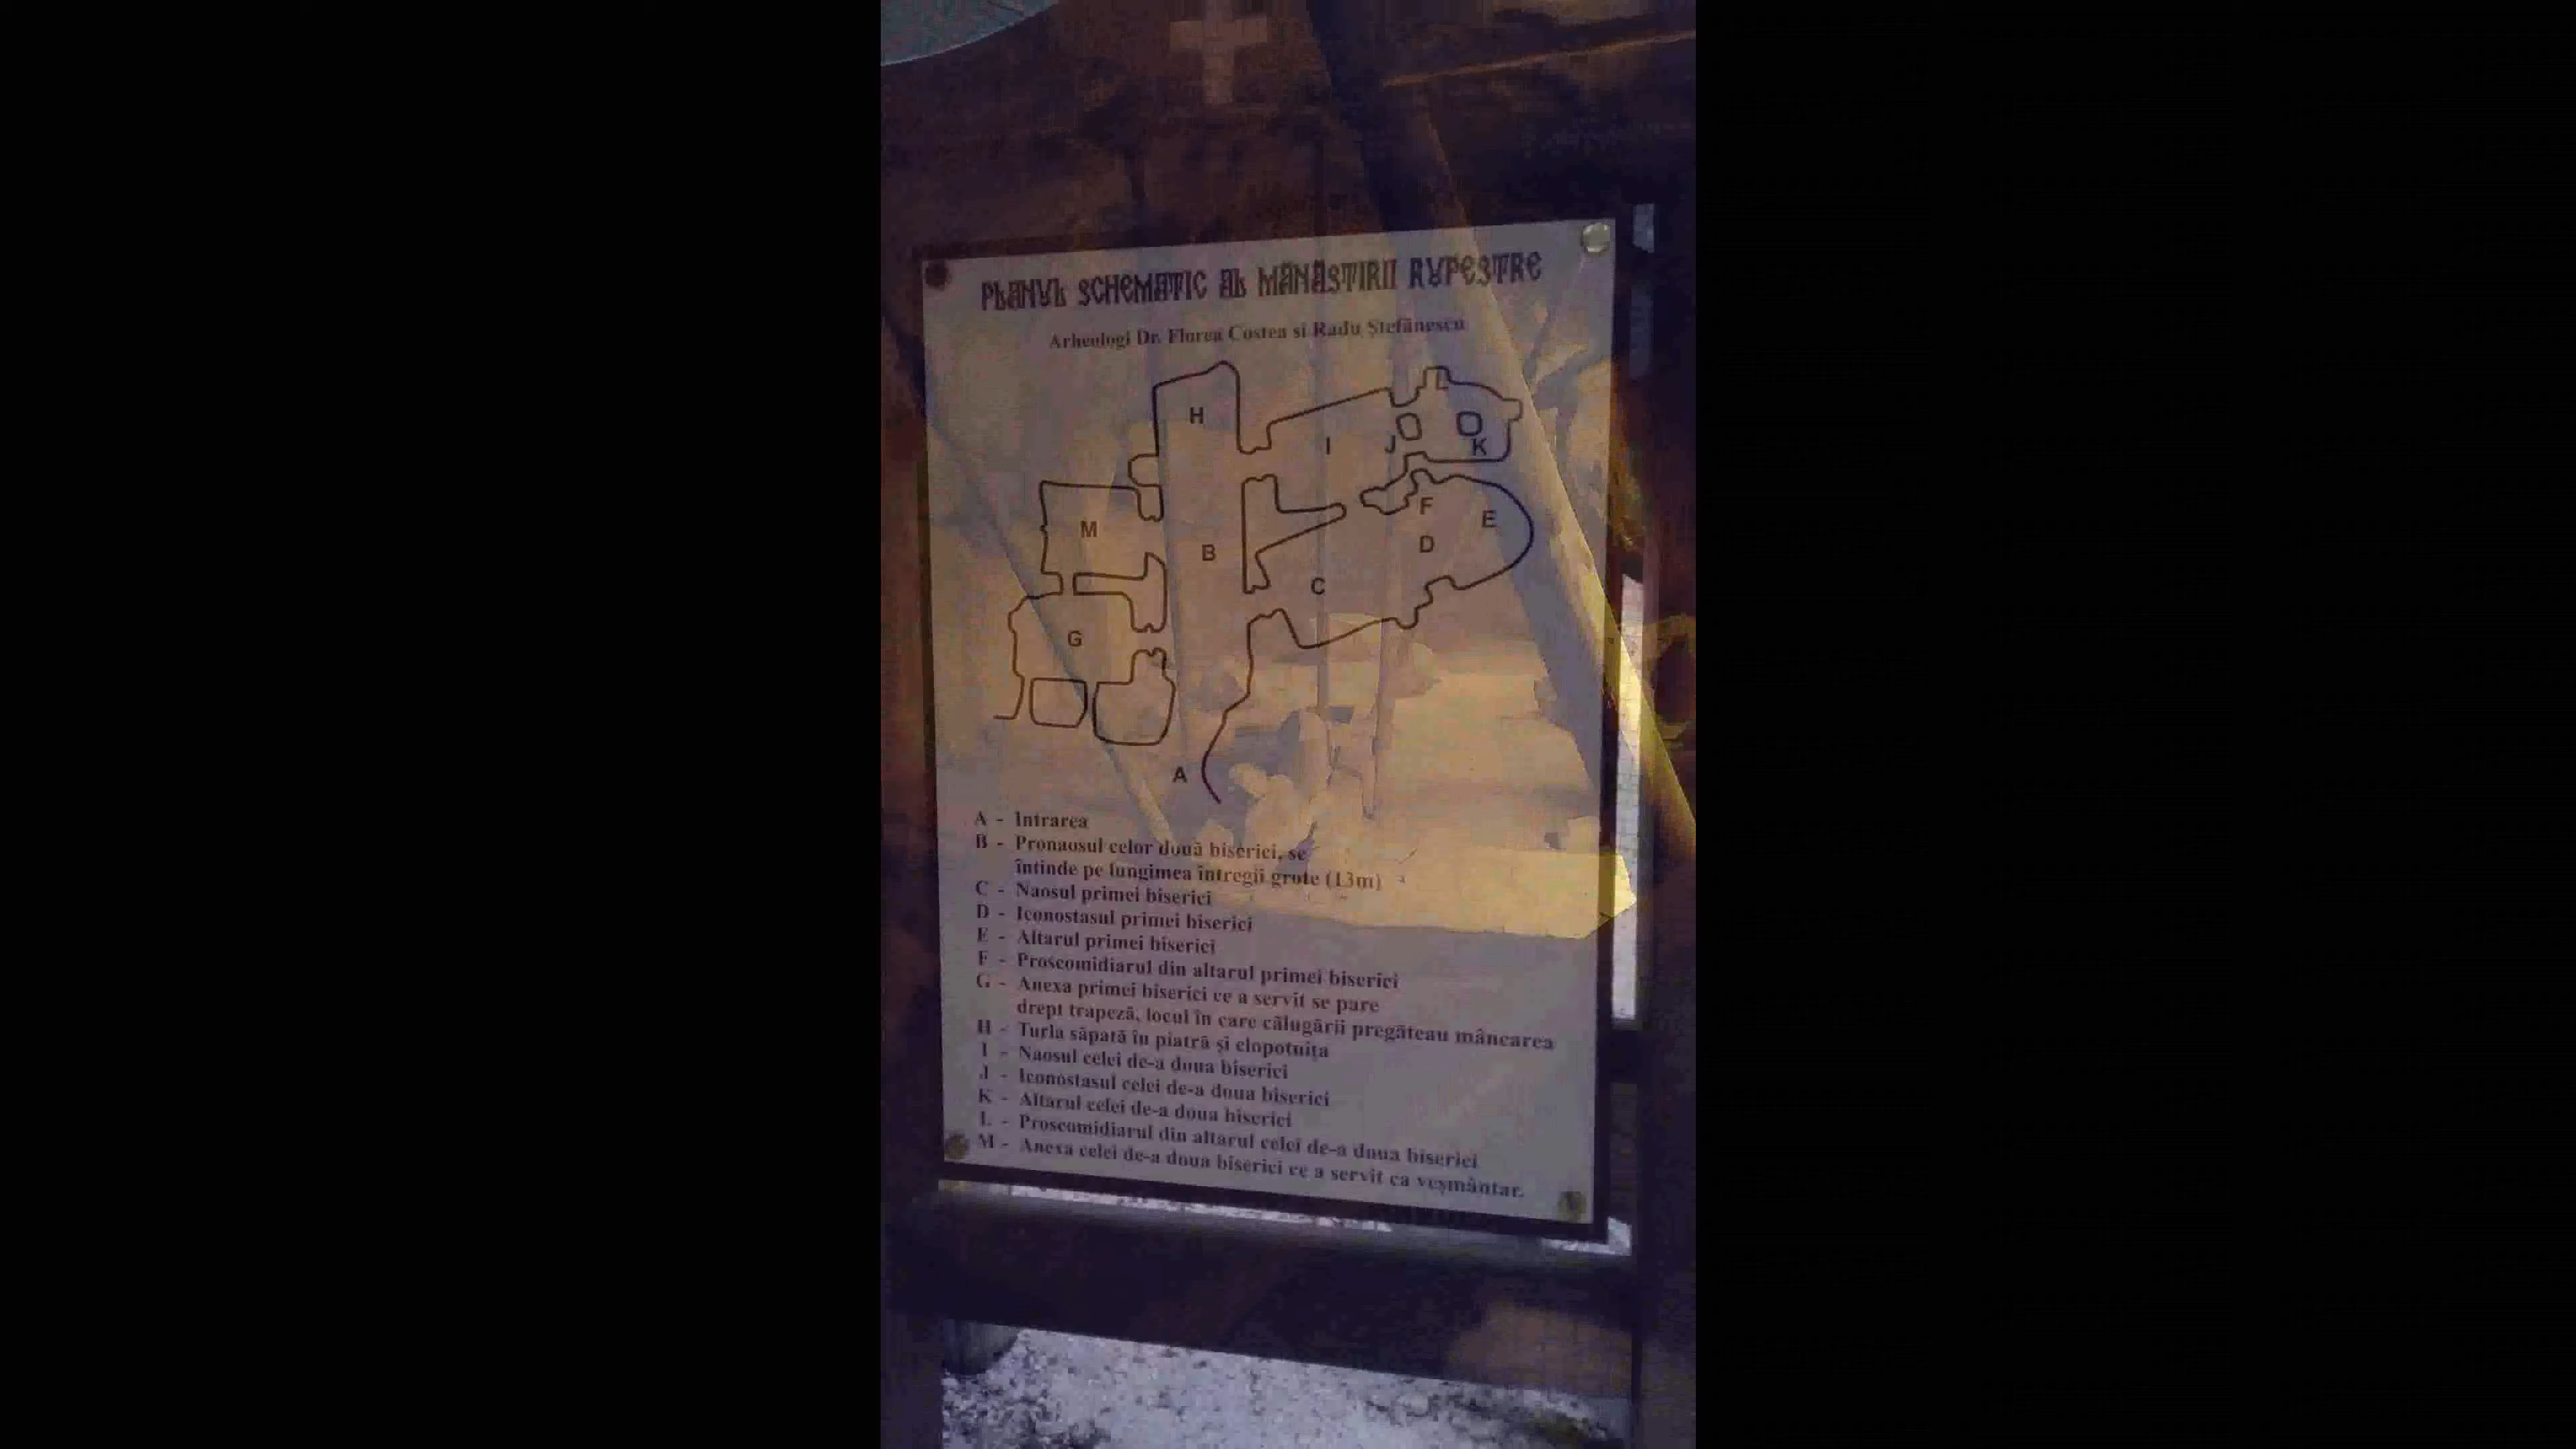 PLANUL SCHEMATIC AL MĂNĂSTIRII RUPESTRE
Arheologi Dr. Florea Costea si Radu Ștefănescu
H
L
I
J
K
M
B
F
E
D
C
G
A
A - Intrarea
B - Pronaosul celor două biserici, se
întinde pe lungimea întregii grote (13m)
C - Naosul primei biserici
D - Iconostasul primei biserici
E - Altarul primei biserici
F - Proscomidiarul din altarul primei biserici
G - Anexa primei biserici ce a servit se pare
drept trapeză, locul în care călugării pregăteau mâncarea
H - Turla săpată în piatră și clopotnița
I - Naosul celei de-a doua biserici
J - Iconostasul celei de-a doua biserici
K - Altarul celei de-a doua biserici
L - Proscomidiarul din altarul celei de-a doua biserici
M - Anexa celei de-a doua biserici ce a servit ca veșmântar.